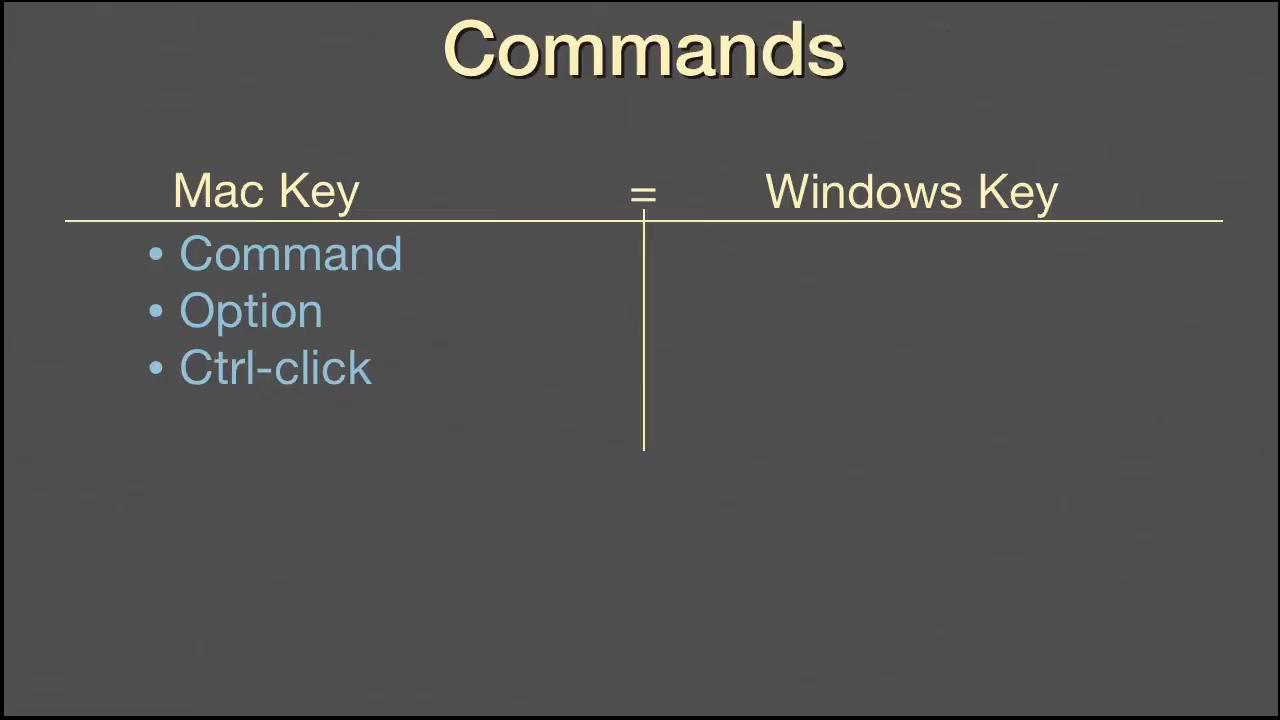 Commands
Mac Key = Windows Key
• Command
• Option
• Ctrl-click